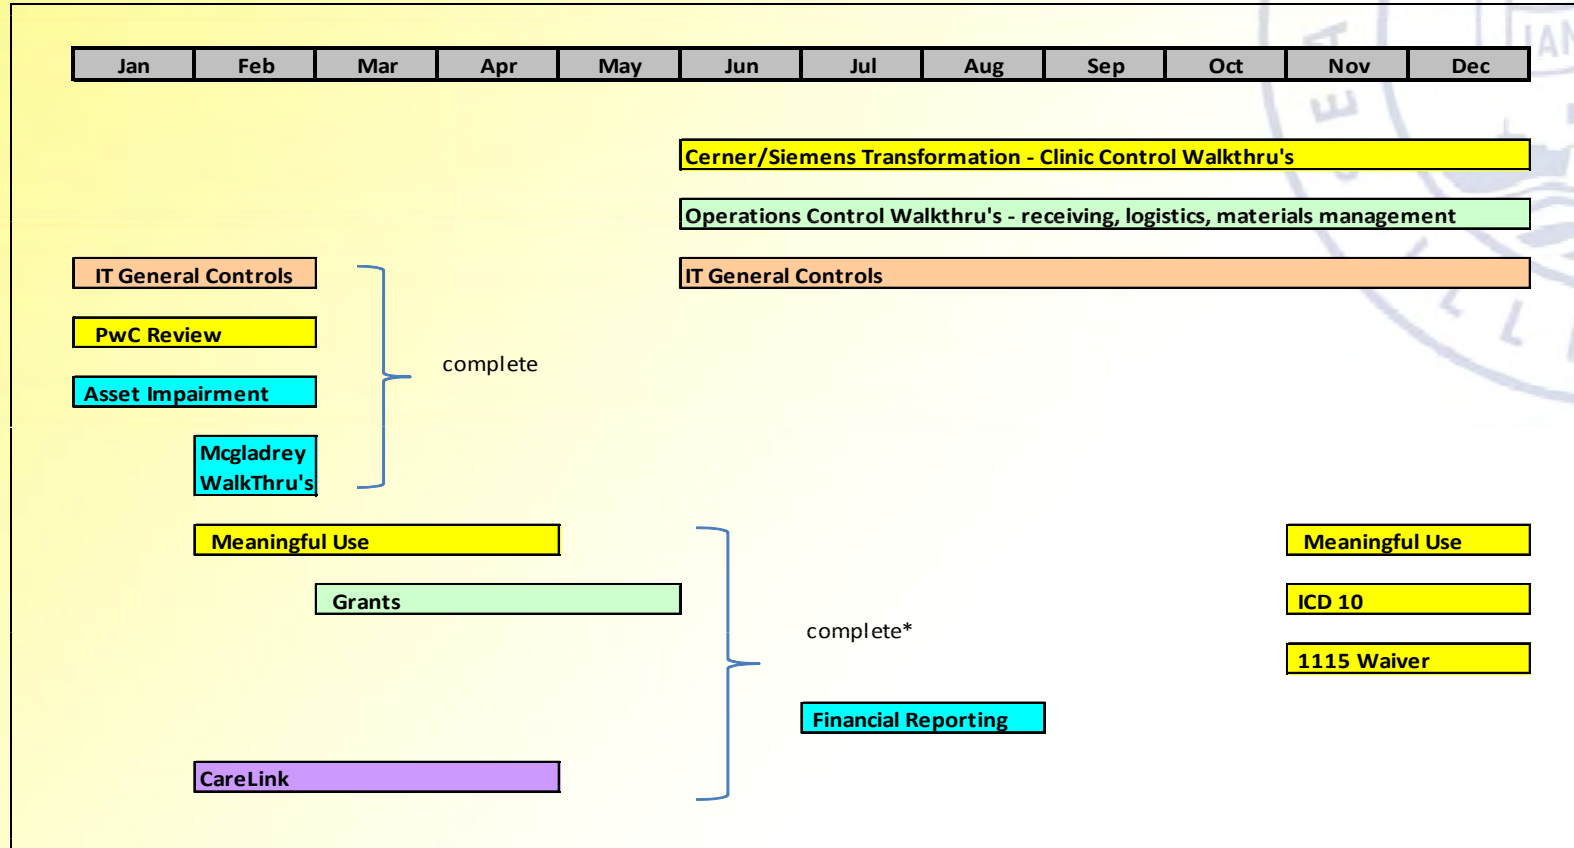 Jan Feb Mar Apr May Jun Jul Aug Sep Oct Nov Dec
Cerner/Siemens Transformation - Clinic Control Walkthru's
Operations Control Walkthru's - receiving, logistics, materials management
IT General Controls IT General Controls
PwC Review
complete
Asset Impairment
Mcgladrey
WalkThru's
Meaningful Use Meaningful Use
Grants ICD 10
complete*
1115 Waiver
Financial Reporting
CareLink